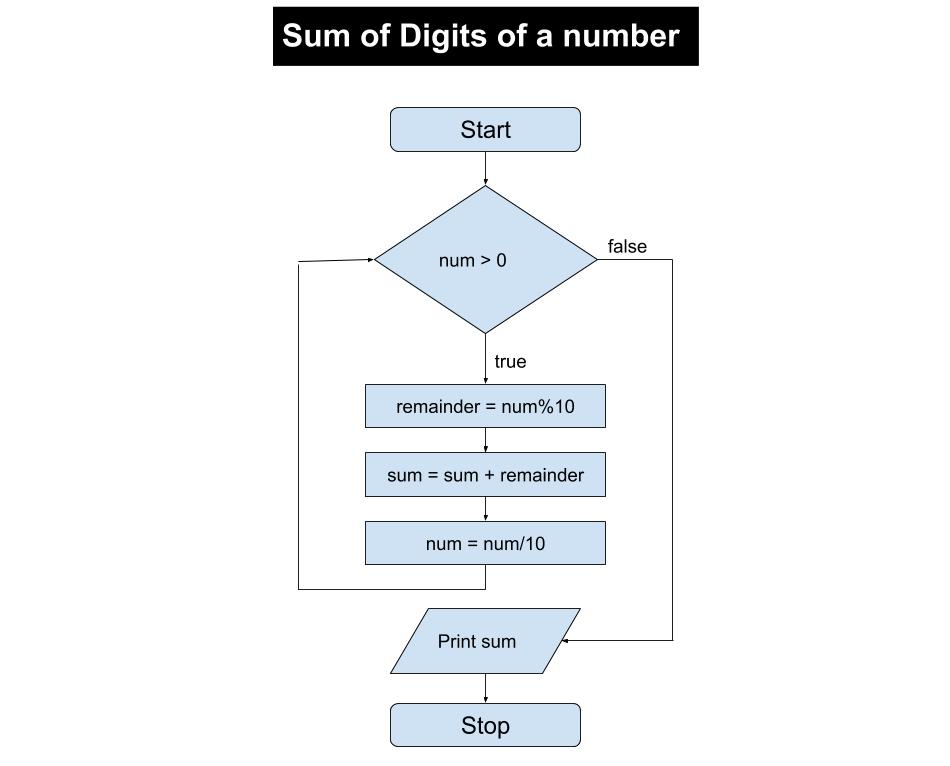 Sum of Digits of a number
Start
num > 0
false
true
remainder = num%10
sum = sum + remainder
num = num/10
Print sum
Stop